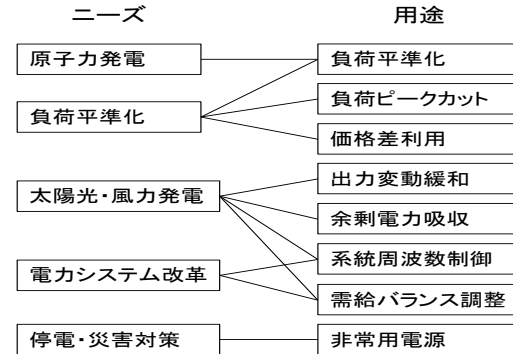 ニーズ
用途
原子力発電
負荷平準化
太陽光・風力発電
電力システム改革
停電・災害対策
負荷平準化
負荷ピークカット
価格差利用
出力変動緩和
余剰電力吸収
系統周波数制御
需給バランス調整
非常用電源